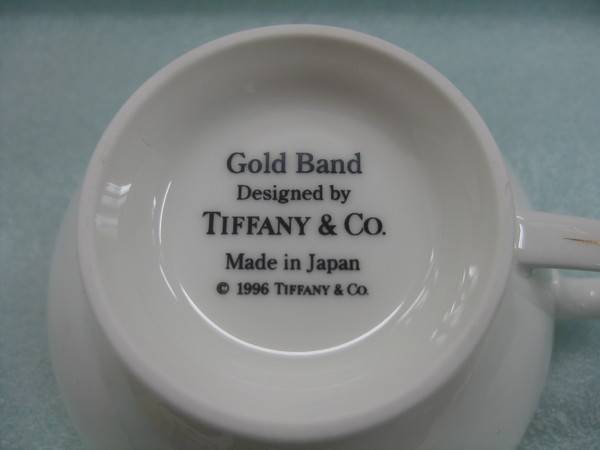 Gold Band
Designed by
TIFFANY & CO.
Made in Japan
© 1996 TIFFANY & CO.